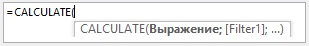 =CALCULATE(
CALCULATE(Выражение; [Filter1]; ...)